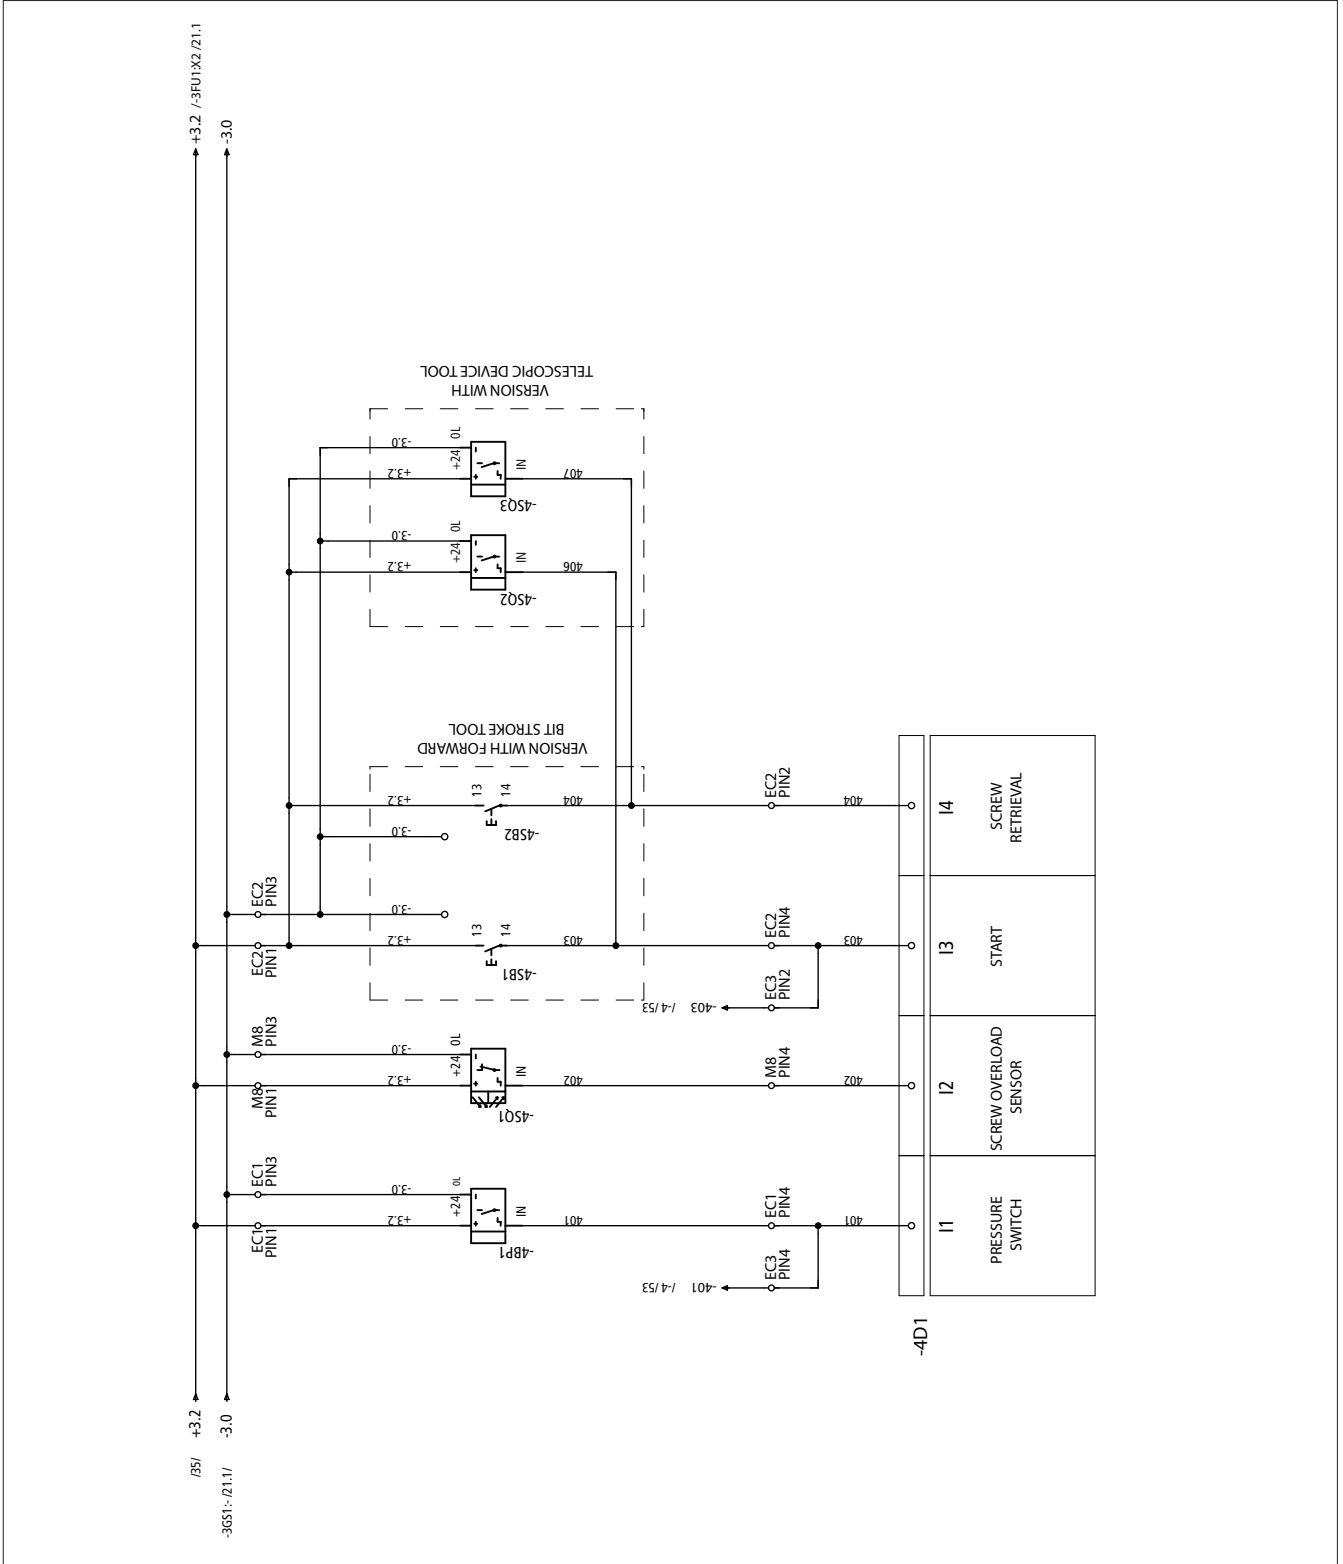 +3.2 /-3FU1:X2 /21.1
-3.0
VERSION WITH
TELESCOPIC DEVICE TOOL
-3.0
+3.2
+24 0L
IN
407
-4SQ3
-3.0
+3.2
+24 0L
IN
406
-4SQ2
VERSION WITH FORWARD
BIT STROKE TOOL
+3.2
13
14
404
-4SB2
-3.0
EC2
PIN2
404
I4
SCREW
RETRIEVAL
EC2
PIN3
-3.0
EC2
PIN1
+3.2
13
14
403
-4SB1
EC2
PIN4
403
I3
START
EC3
PIN2
-403
/-4/53
M8
PIN3
-3.0
M8
PIN1
+3.2
+24 0L
IN
402
-4SQ1
M8
PIN4
402
I2
SCREW OVERLOAD
SENSOR
EC1
PIN3
-3.0
EC1
PIN1
+3.2
+24 0L
IN
401
-4BP1
EC1
PIN4
401
I1
PRESSURE
SWITCH
EC3
PIN4
-401
/-4/53
-4D1
/35/ +3.2
-3GS1:- /21.1/ -3.0